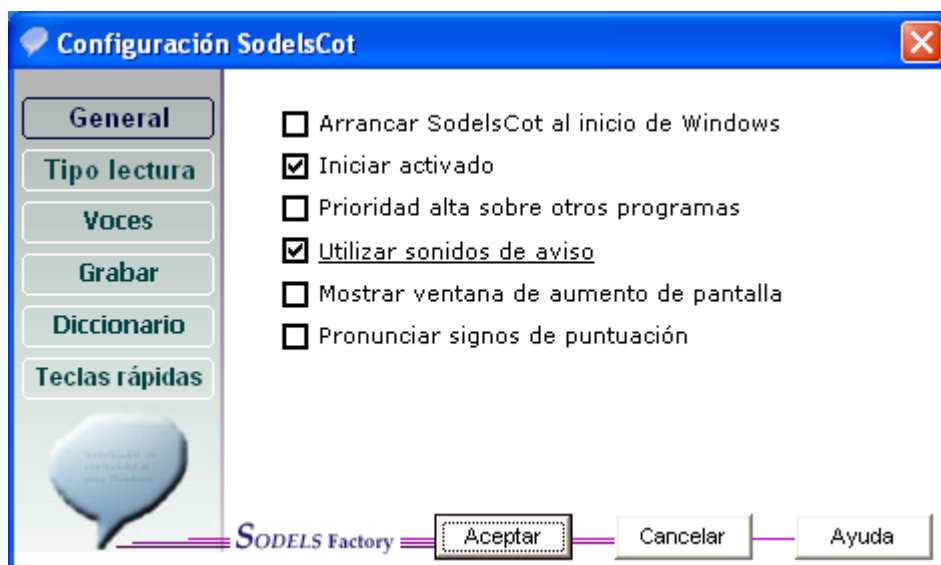 Configuración SodelsCot
General
Tipo lectura
Voces
Grabar
Diccionario
Teclas rápidas
Arrancar SodelsCot al inicio de Windows
Iniciar activado
Prioridad alta sobre otros programas
Utilizar sonidos de aviso
Mostrar ventana de aumento de pantalla
Pronunciar signos de puntuación
SODELS Factory
Aceptar
Cancelar
Ayuda